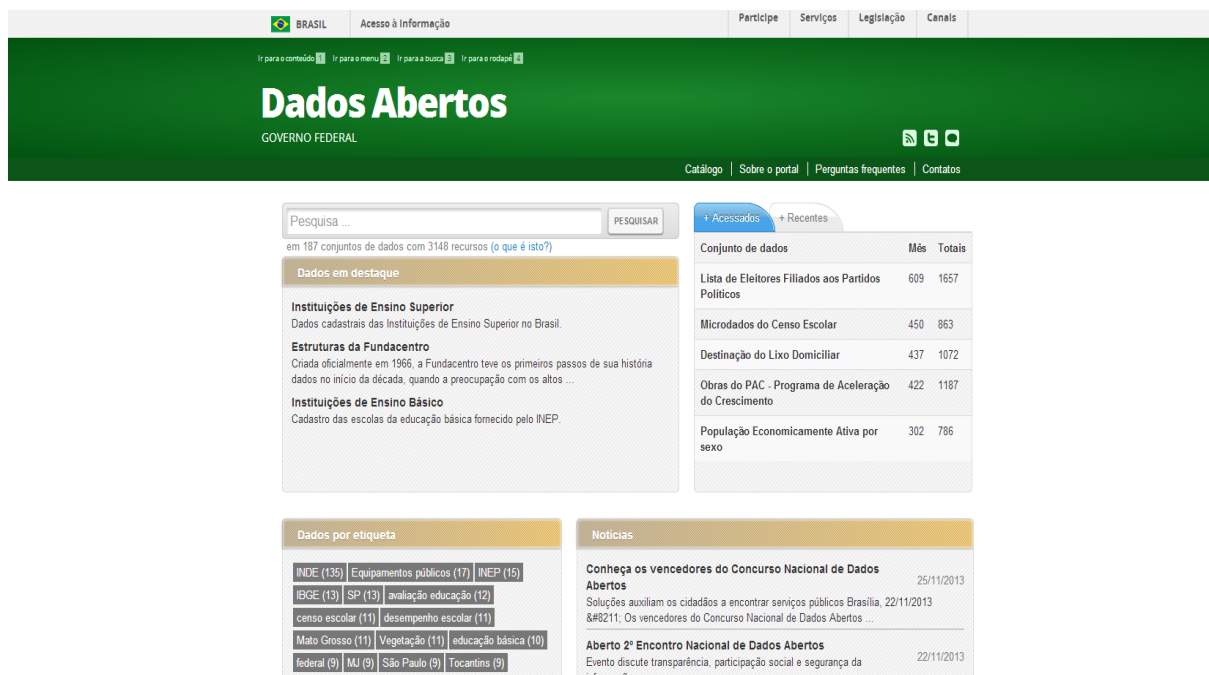 BRASIL
Acesso à informação
Participe
Serviços
Legislação
Canais
Ir para o conteúdo 1 Ir para o menu 2 Ir para a busca 3 Ir para o rodapé 4
Dados Abertos
GOVERNO FEDERAL
Catálogo | Sobre o portal | Perguntas frequentes | Contatos
Pesquisa ...
PESQUISAR
em 187 conjuntos de dados com 3148 recursos (o que é isto?)
Dados em destaque
Instituições de Ensino Superior
Dados cadastrais das Instituições de Ensino Superior no Brasil.
Estruturas da Fundacentro
Criada oficialmente em 1966, a Fundacentro teve os primeiros passos de sua história
dados no início da década, quando a preocupação com os altos ...
Instituições de Ensino Básico
Cadastro das escolas da educação básica fornecido pelo INEP.
+ Acessados
+ Recentes
Conjunto de dados Mês Totais
Lista de Eleitores Filiados aos Partidos 609 1657
Políticos
Microdados do Censo Escolar 450 863
Destinação do Lixo Domiciliar 437 1072
Obras do PAC - Programa de Aceleração 422 1187
do Crescimento
População Economicamente Ativa por 302 786
sexo
Dados por etiqueta
INDE (135) Equipamentos públicos (17) INEP (15)
IBGE (13) SP (13) avaliação educação (12)
censo escolar (11) desempenho escolar (11)
Mato Grosso (11) Vegetação (11) educação básica (10)
federal (9) MJ (9) São Paulo (9) Tocantins (9)
Notícias
Conheça os vencedores do Concurso Nacional de Dados
Abertos
25/11/2013
Soluções auxiliam os cidadãos a encontrar serviços públicos Brasília, 22/11/2013
&#8211; Os vencedores do Concurso Nacional de Dados Abertos ...
Aberto 2º Encontro Nacional de Dados Abertos
22/11/2013
Evento discute transparência, participação social e segurança da